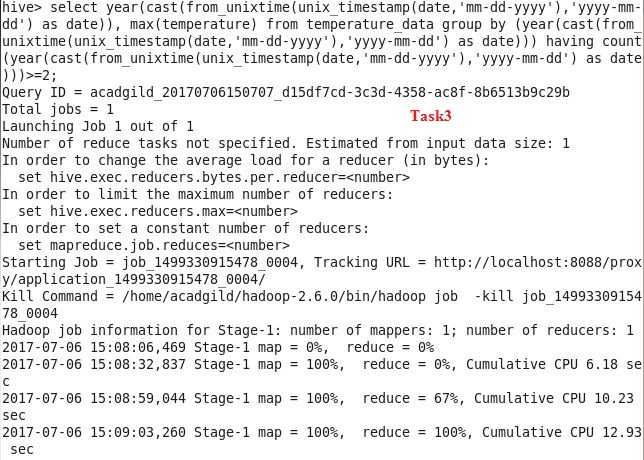 hive> select year(cast(from_unixtime(unix_timestamp(date,'mm-dd-yyyy'),'yyyy-mm-
dd') as date)), max(temperature) from temperature_data group by (year(cast(from_
unixtime(unix_timestamp(date,'mm-dd-yyyy'),'yyyy-mm-dd') as date))) having count
(year(cast(from_unixtime(unix_timestamp(date,'mm-dd-yyyy'),'yyyy-mm-dd') as date
)))>=2;
Query ID = acadgild_20170706150707_d15df7cd-3c3d-4358-ac8f-8b6513b9c29b
Total jobs = 1
Task3
Launching Job 1 out of 1
Number of reduce tasks not specified. Estimated from input data size: 1
In order to change the average load for a reducer (in bytes):
  set hive.exec.reducers.bytes.per.reducer=<number>
In order to limit the maximum number of reducers:
  set hive.exec.reducers.max=<number>
In order to set a constant number of reducers:
  set mapreduce.job.reduces=<number>
Starting Job = job_1499330915478_0004, Tracking URL = http://localhost:8088/prox
y/application_1499330915478_0004/
Kill Command = /home/acadgild/hadoop-2.6.0/bin/hadoop job  -kill job_14993309154
78_0004
Hadoop job information for Stage-1: number of mappers: 1; number of reducers: 1
2017-07-06 15:08:06,469 Stage-1 map = 0%,  reduce = 0%
2017-07-06 15:08:32,837 Stage-1 map = 100%,  reduce = 0%, Cumulative CPU 6.18 se
c
2017-07-06 15:08:59,044 Stage-1 map = 100%,  reduce = 67%, Cumulative CPU 10.23
sec
2017-07-06 15:09:03,260 Stage-1 map = 100%,  reduce = 100%, Cumulative CPU 12.93
 sec